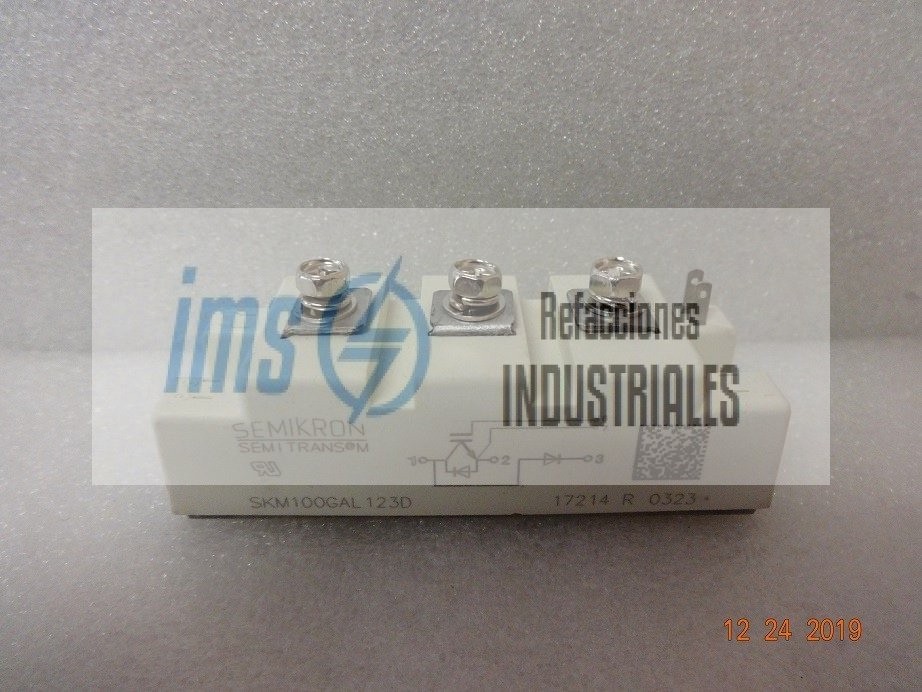 ims
Refacciones
INDUSTRIALES
SEMIKRON
SEMITRANS®M
1 2 3
SKM100GAL123D 17214 R 0323 *
12 24 2019